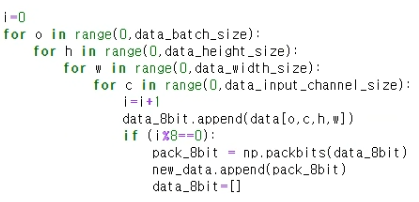 i=0
for o in range(0,data_batch_size):
    for h in range(0,data_height_size):
        for w in range(0,data_width_size):
            for c in range(0,data_input_channel_size):
                i=i+1
                data_8bit.append(data[o,c,h,w])
                if (i%8==0):
                    pack_8bit = np.packbits(data_8bit)
                    new_data.append(pack_8bit)
                    data_8bit=[]